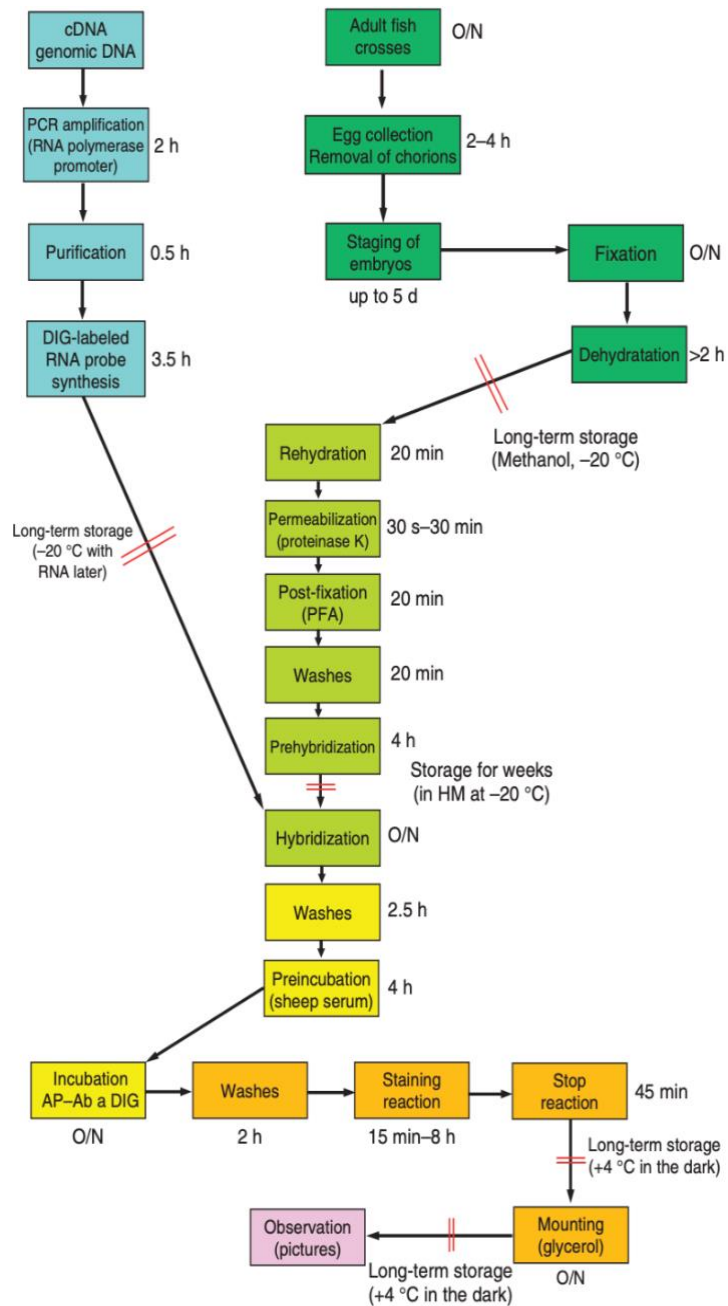 cDNA
genomic DNA
PCR amplification
(RNA polymerase
promoter)
2 h
Purification
0.5 h
DIG-labeled
RNA probe
synthesis
3.5 h
Long-term storage
(–20 °C with
RNA later)
Adult fish
crosses
O/N
Egg collection
Removal of chorions
2–4 h
Staging of
embryos
up to 5 d
Fixation
O/N
Dehydratation
>2 h
Long-term storage
(Methanol, –20 °C)
Rehydration
20 min
Permeabilization
(proteinase K)
30 s–30 min
Post-fixation
(PFA)
20 min
Washes
20 min
Prehybridization
4 h
Storage for weeks
(in HM at –20 °C)
Hybridization
O/N
Washes
2.5 h
Preincubation
(sheep serum)
4 h
Incubation
AP–Ab a DIG
O/N
Washes
2 h
Staining
reaction
15 min–8 h
Stop
reaction
45 min
Long-term storage
(+4 °C in the dark)
Mounting
(glycerol)
O/N
Long-term storage
(+4 °C in the dark)
Observation
(pictures)